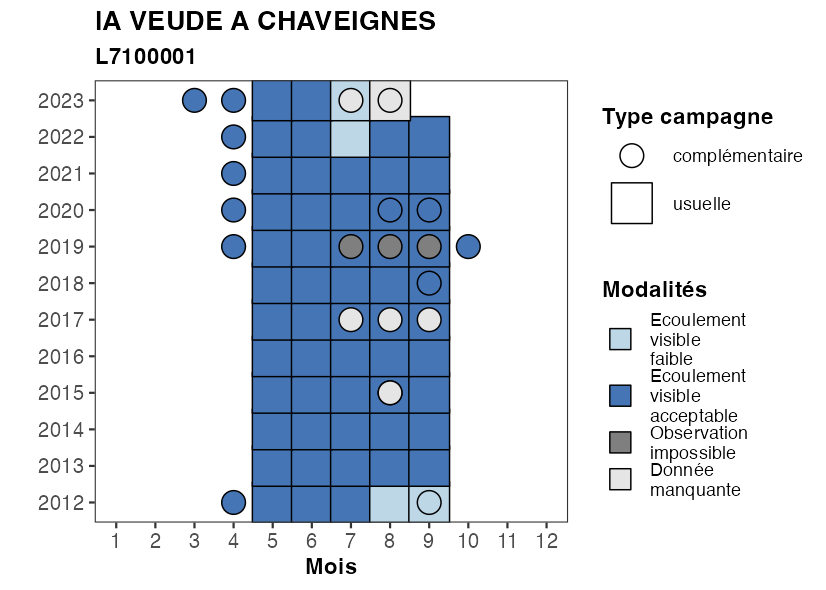 IA VEUDE A CHAVEIGNES
L7100001
2023
2022
2021
2020
2019
2018
2017
2016
2015
2014
2013
2012
1 2 3 4 5 6 7 8 9 10 11 12
Mois
Type campagne
complémentaire
usuelle
Modalités
Ecoulement
visible
faible
Ecoulement
visible
acceptable
Observation
impossible
Donnée
manquante